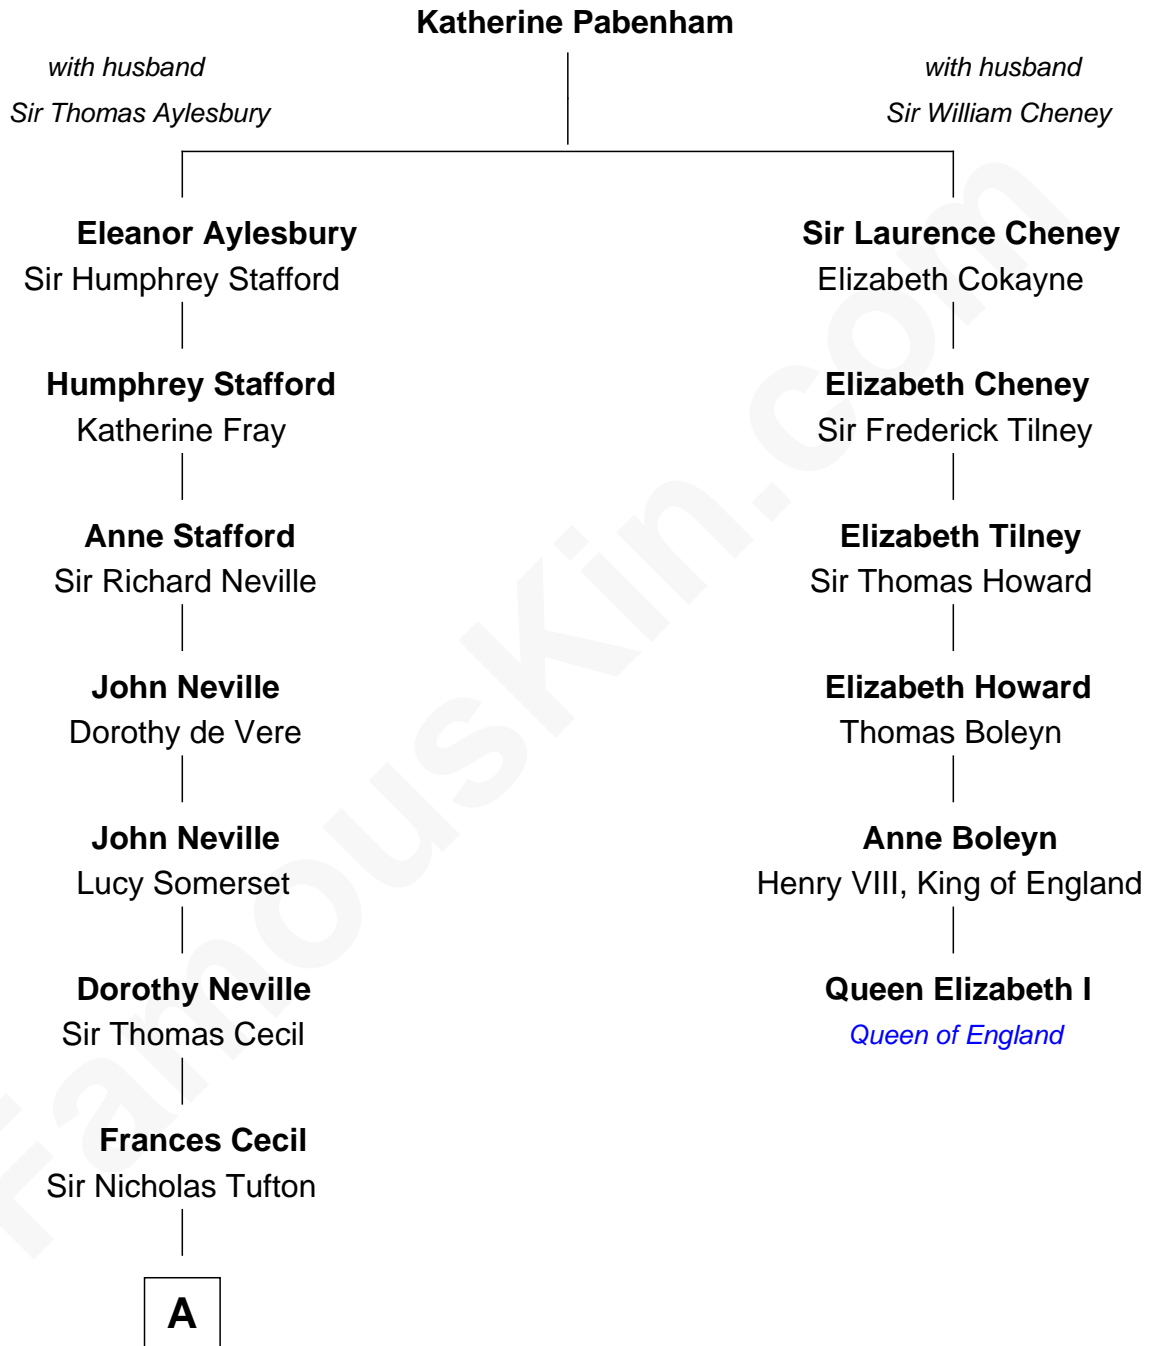 Katherine Pabenham
with husband
Sir Thomas Aylesbury
with husband
Sir William Cheney
Eleanor Aylesbury
Sir Humphrey Stafford
Humphrey Stafford
Katherine Fray
Anne Stafford
Sir Richard Neville
John Neville
Dorothy de Vere
John Neville
Lucy Somerset
Dorothy Neville
Sir Thomas Cecil
Frances Cecil
Sir Nicholas Tufton
A
Sir Laurence Cheney
Elizabeth Cokayne
Elizabeth Cheney
Sir Frederick Tilney
Elizabeth Tilney
Sir Thomas Howard
Elizabeth Howard
Thomas Boleyn
Anne Boleyn
Henry VIII, King of England
Queen Elizabeth I
Queen of England
FamousKin.com